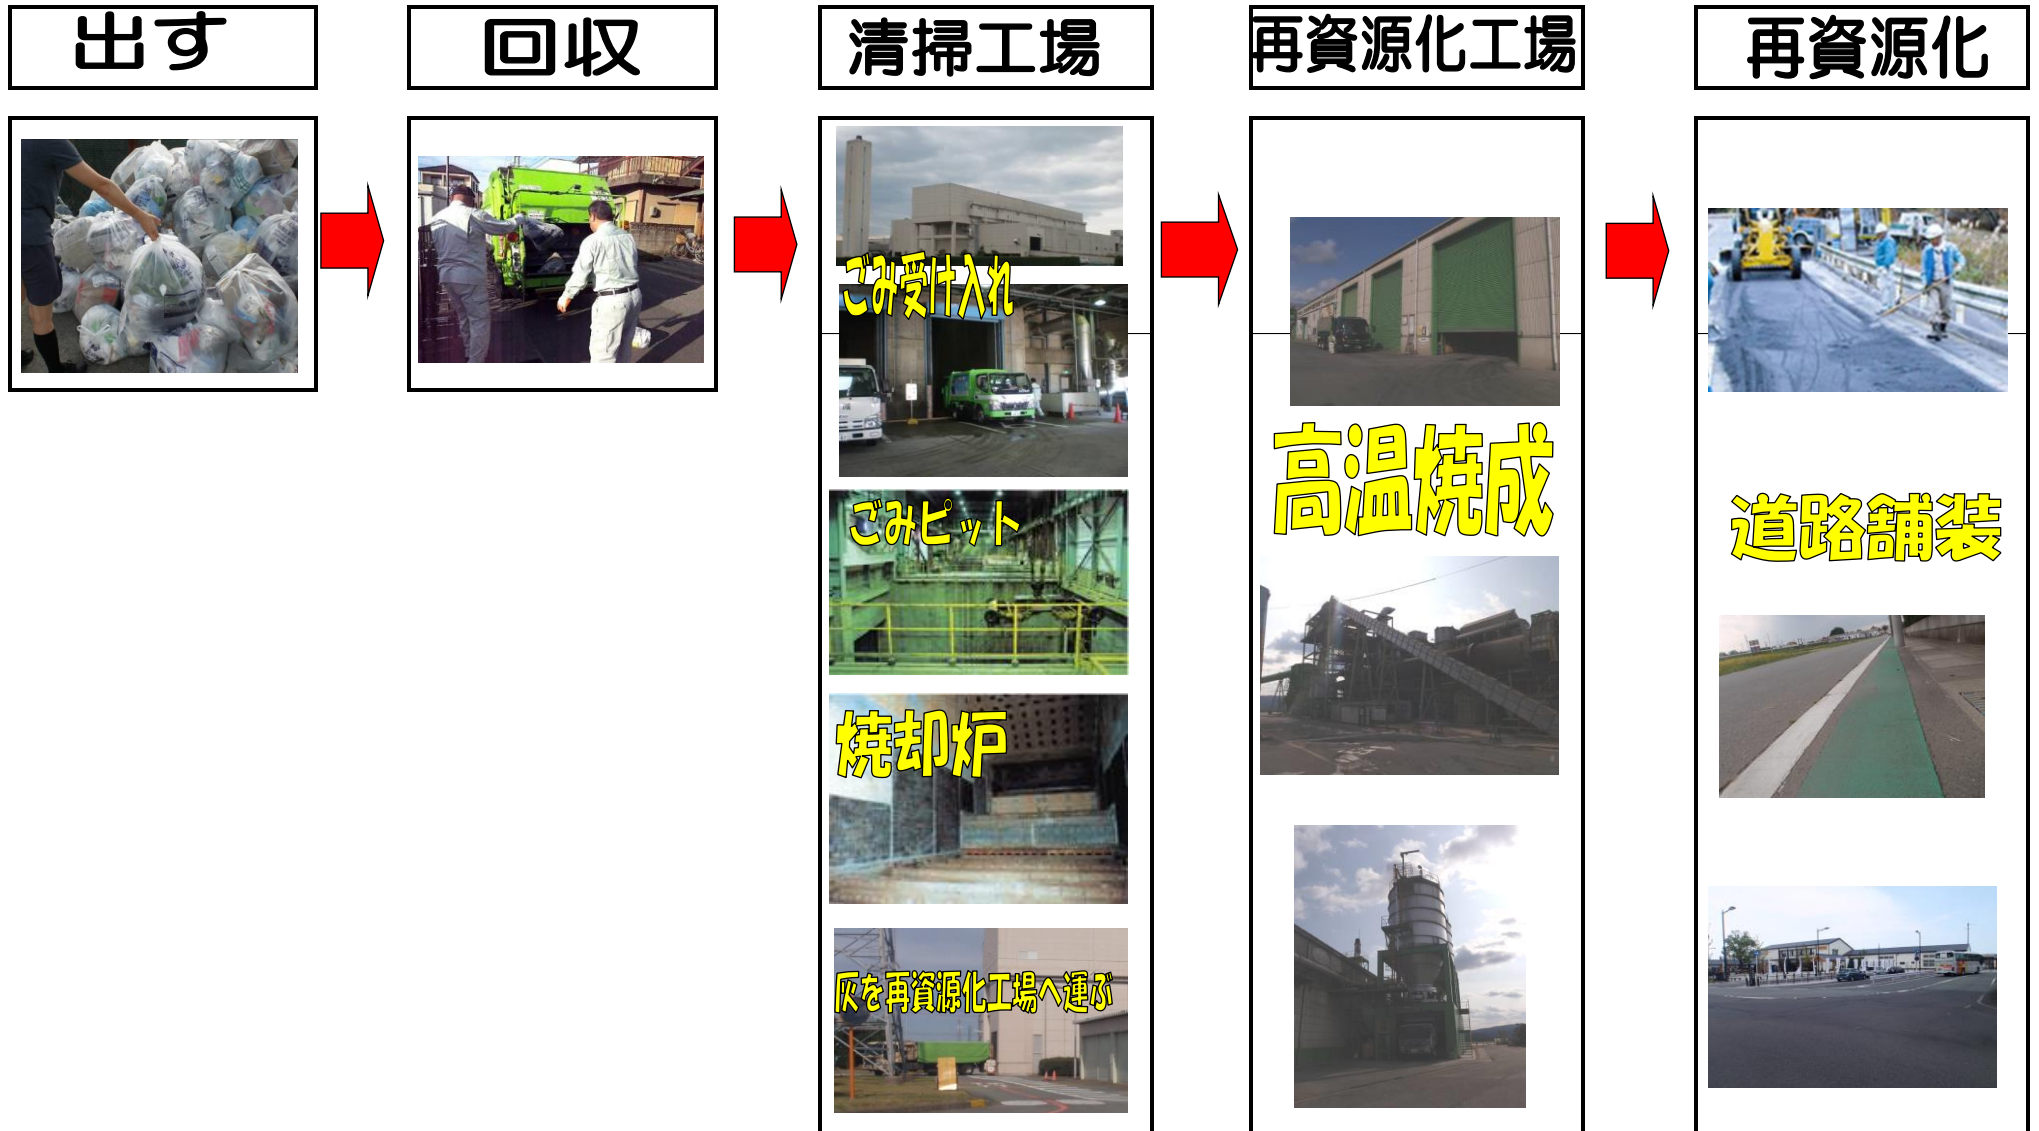 出す
回収
清掃工場
再資源化工場
再資源化
ごみ受け入れ
ごみピット
焼却炉
灰を再資源化工場へ運ぶ
高温焼成
道路舗装